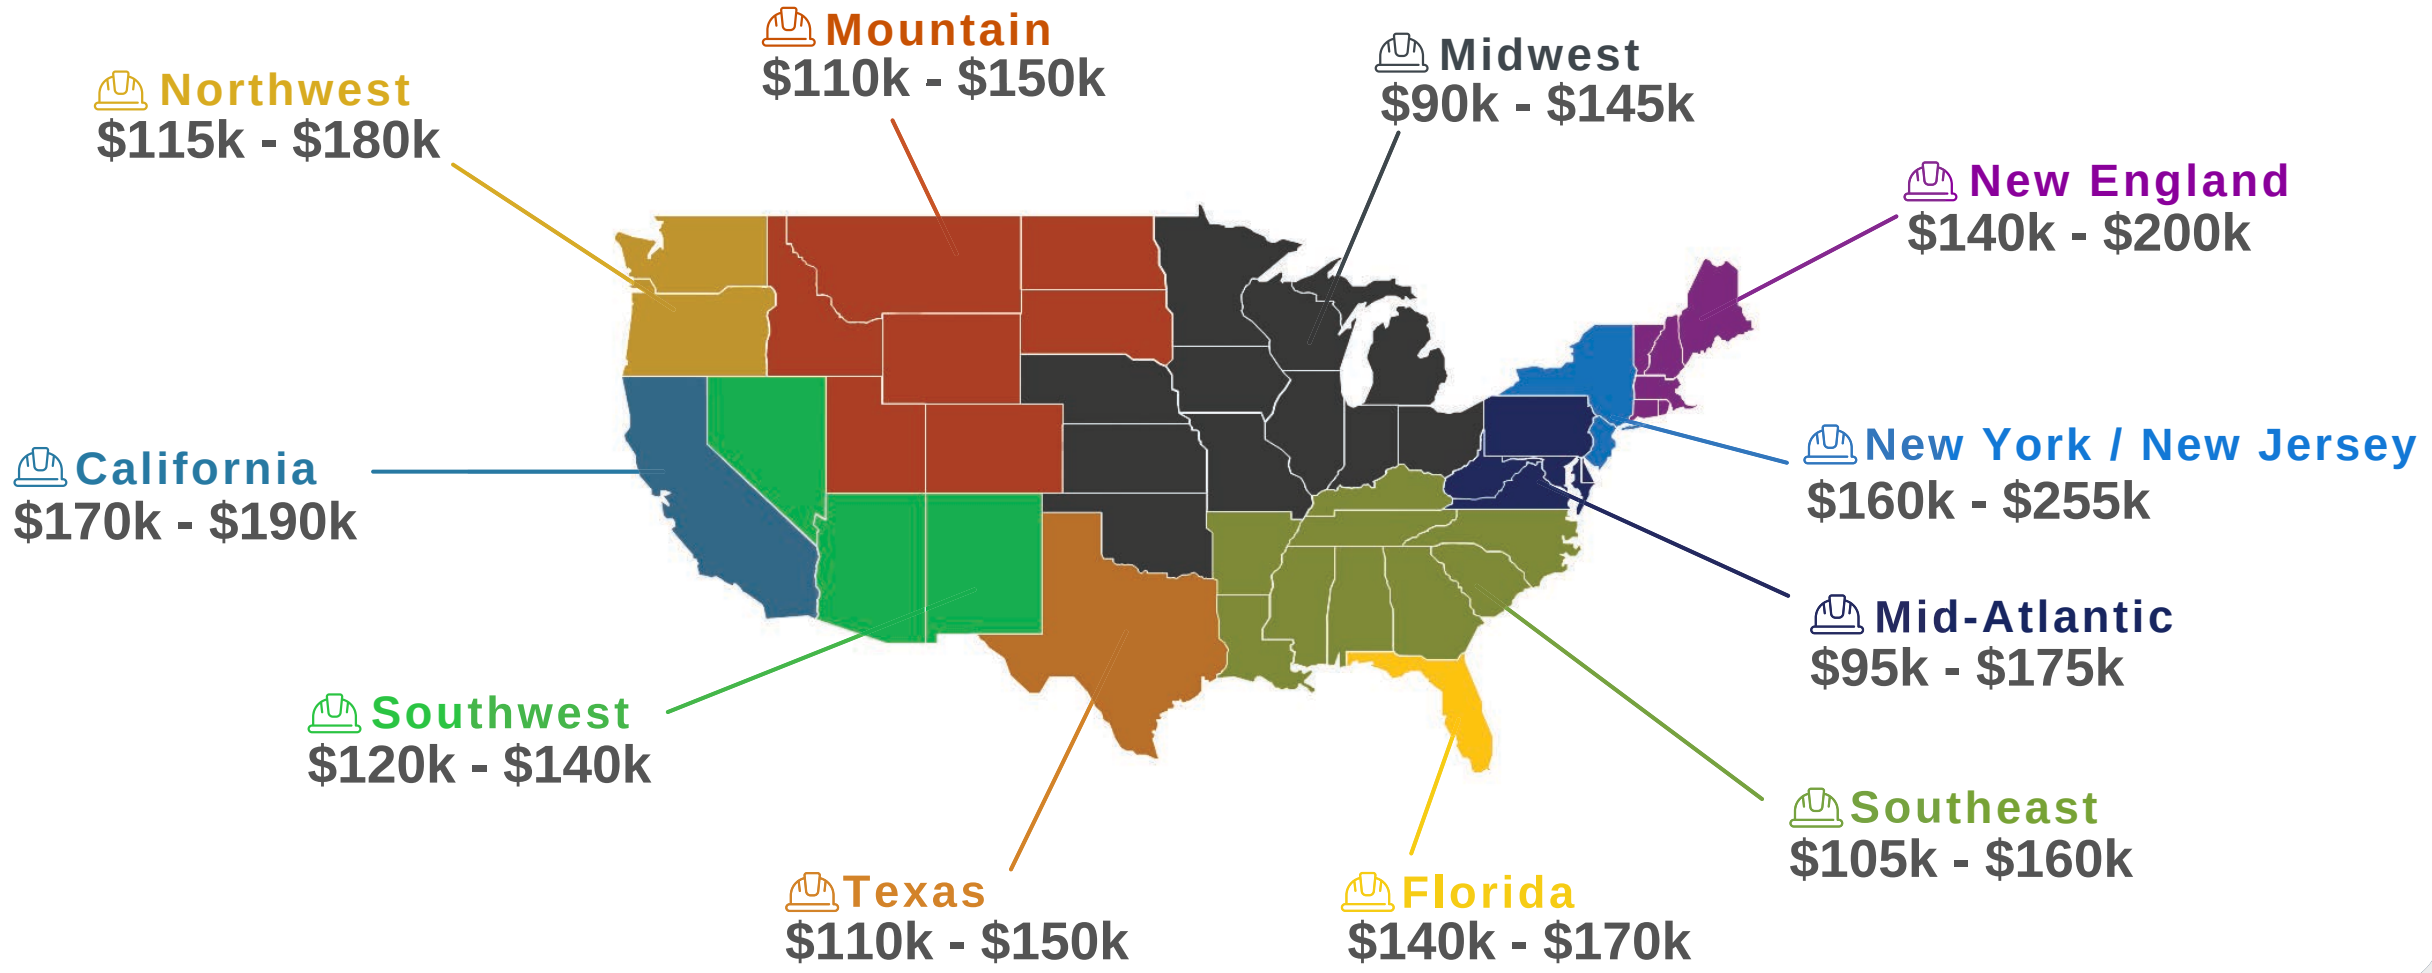 Mountain
$110k - $150k
Midwest
$90k - $145k
Northwest
$115k - $180k
New England
$140k - $200k
California
$170k - $190k
New York / New Jersey
$160k - $255k
Mid-Atlantic
$95k - $175k
Southwest
$120k - $140k
Southeast
$105k - $160k
Texas
$110k - $150k
Florida
$140k - $170k